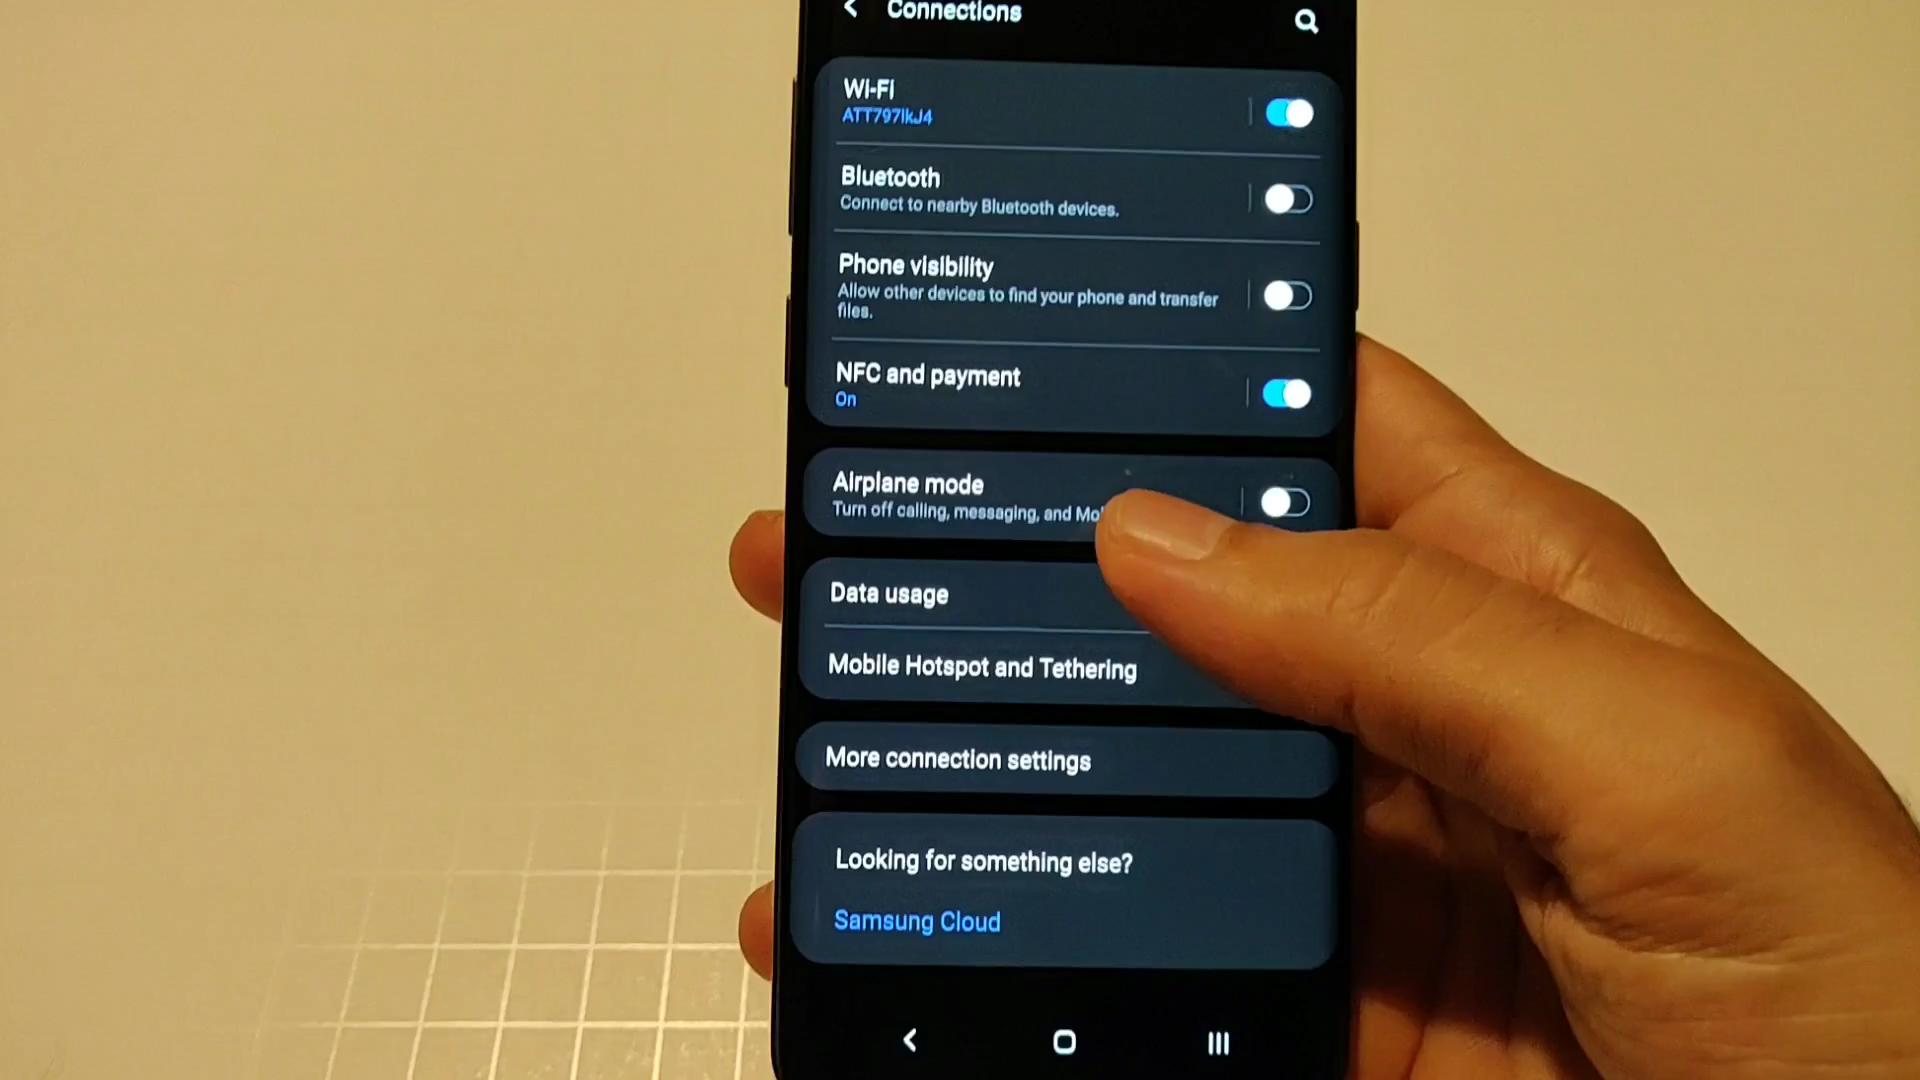 Connections
Wi-Fi
ATT797IkJ4
Bluetooth
Connect to nearby Bluetooth devices.
Phone visibility
Allow other devices to find your phone and transfer
files.
NFC and payment
On
Airplane mode
Turn off calling, messaging, and
Data usage
Mobile Hotspot and Tethering
More connection settings
Looking for something else?
Samsung Cloud